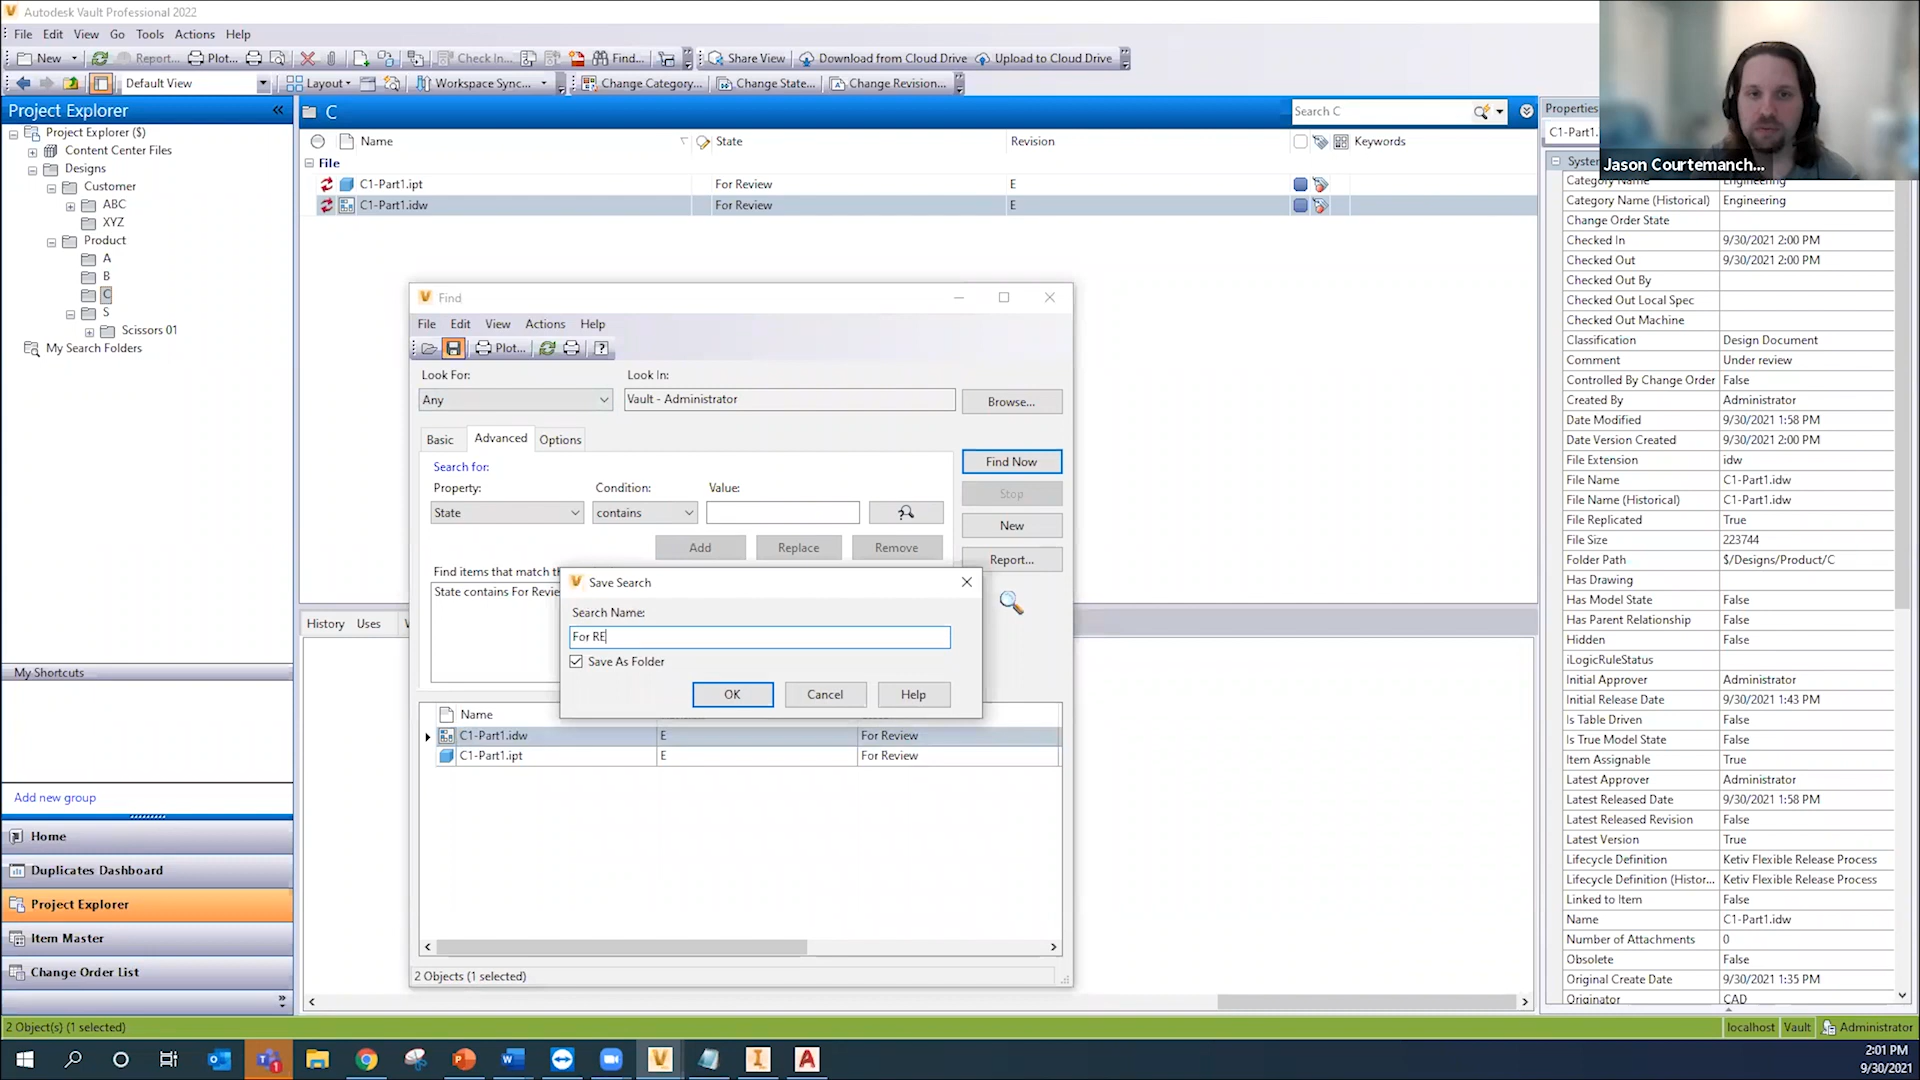 Autodesk Vault Professional 2022
File Edit View Go Tools Actions Help
New Report... Plot... Check In... Find... Share View Download from Cloud Drive Upload to Cloud Drive
Default View Layout Workspace Sync... Change Category... Change State... Change Revision...
Project Explorer «
Project Explorer ($)
Content Center Files
Designs
Customer
ABC
XYZ
Product
A
B
C
S
Scissors 01
My Search Folders
My Shortcuts
Add new group
Home
Duplicates Dashboard
Project Explorer
Item Master
Change Order List
C Search C
Name State Revision Keywords
File
C1-Part1.ipt For Review E
C1-Part1.idw For Review E
History Uses
Find
File Edit View Actions Help
Plot...
Look For: Look In:
Any Vault - Administrator Browse...
Basic Advanced Options
Search for:
Property: Condition: Value:
State contains
Add Replace Remove
Find Now
Stop
New
Report...
Find items that match th
State contains For Revie
Save Search
Search Name:
For RE
Save As Folder
OK Cancel Help
Name
C1-Part1.idw E For Review
C1-Part1.ipt E For Review
2 Objects (1 selected)
Properties
C1-Part1.
Jason Courtemanch...
Syste
Category Name Engineering
Category Name (Historical) Engineering
Change Order State
Checked In 9/30/2021 2:00 PM
Checked Out 9/30/2021 2:00 PM
Checked Out By
Checked Out Local Spec
Checked Out Machine
Classification Design Document
Comment Under review
Controlled By Change Order False
Created By Administrator
Date Modified 9/30/2021 1:58 PM
Date Version Created 9/30/2021 2:00 PM
File Extension idw
File Name C1-Part1.idw
File Name (Historical) C1-Part1.idw
File Replicated True
File Size 223744
Folder Path $/Designs/Product/C
Has Drawing
Has Model State False
Has Parent Relationship False
Hidden False
iLogicRuleStatus
Initial Approver Administrator
Initial Release Date 9/30/2021 1:43 PM
Is Table Driven False
Is True Model State False
Item Assignable True
Latest Approver Administrator
Latest Released Date 9/30/2021 1:58 PM
Latest Released Revision False
Latest Version True
Lifecycle Definition Ketiv Flexible Release Process
Lifecycle Definition (Histor... Ketiv Flexible Release Process
Linked to Item False
Name C1-Part1.idw
Number of Attachments 0
Obsolete False
Original Create Date 9/30/2021 1:35 PM
Originator CAD
2 Object(s) (1 selected) localhost Vault Administrator
2:01 PM
9/30/2021